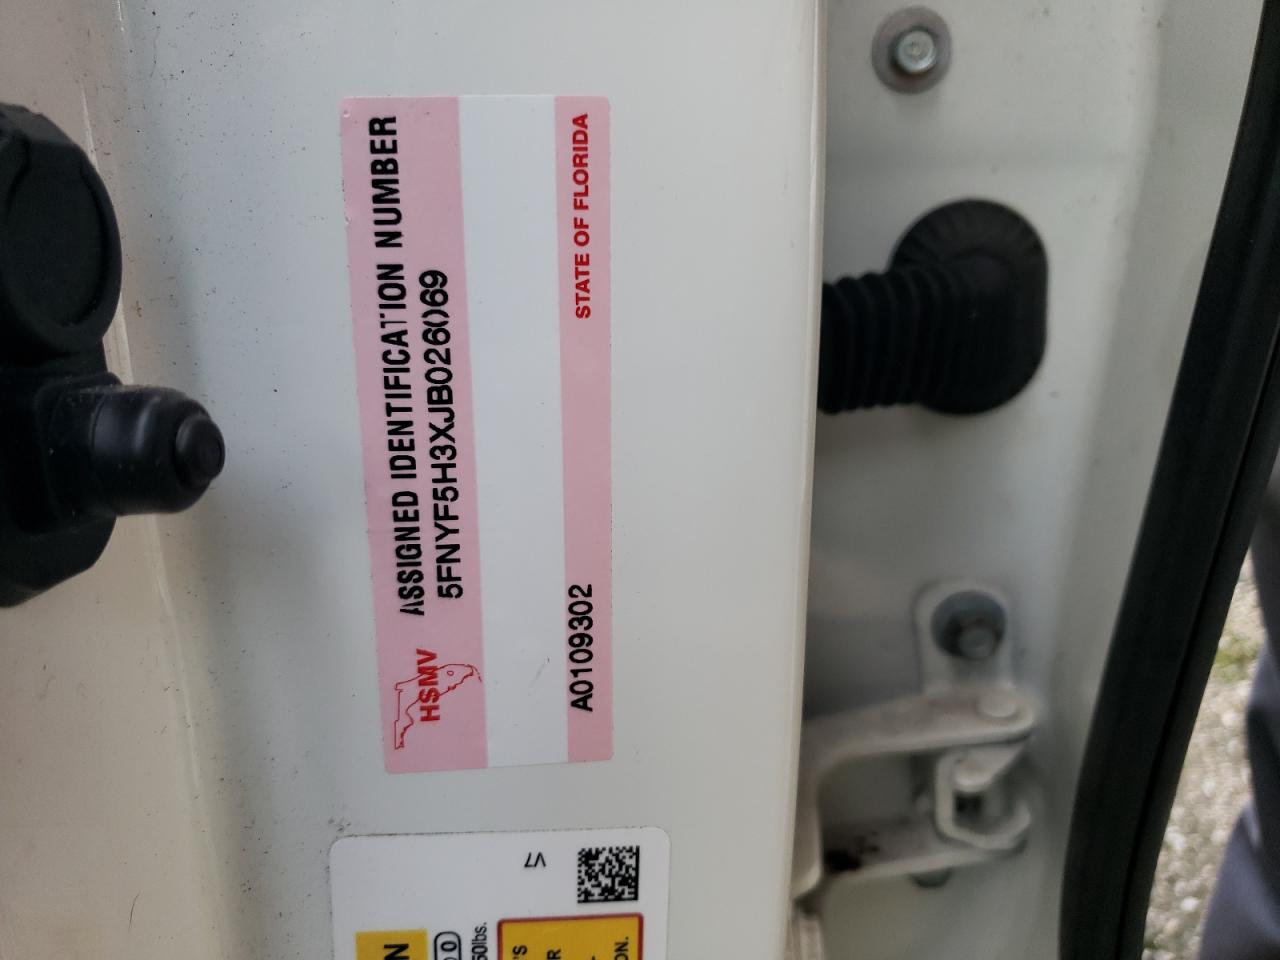 ASSIGNED IDENTIFICATION NUMBER
5FNYF5H3XJB026069
HSMV
A0109302
STATE OF FLORIDA
V7